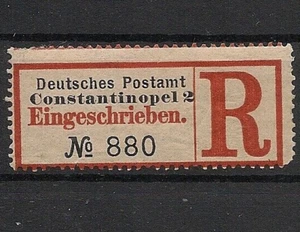 Deutsches Postamt
Constantinopel 2
Eingeschrieben.
№ 880
R